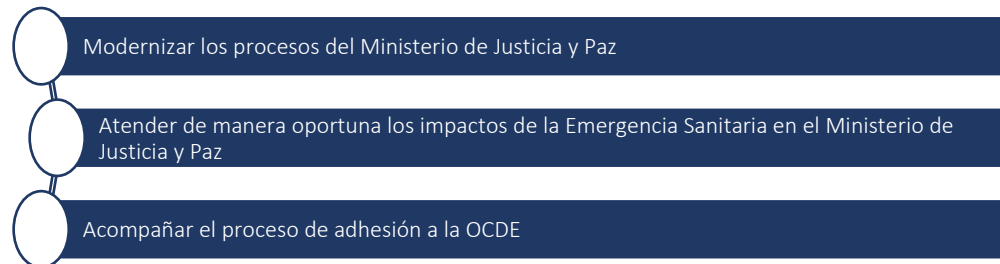 Modernizar los procesos del Ministerio de Justicia y Paz
Atender de manera oportuna los impactos de la Emergencia Sanitaria en el Ministerio de
Justicia y Paz
Acompañar el proceso de adhesión a la OCDE